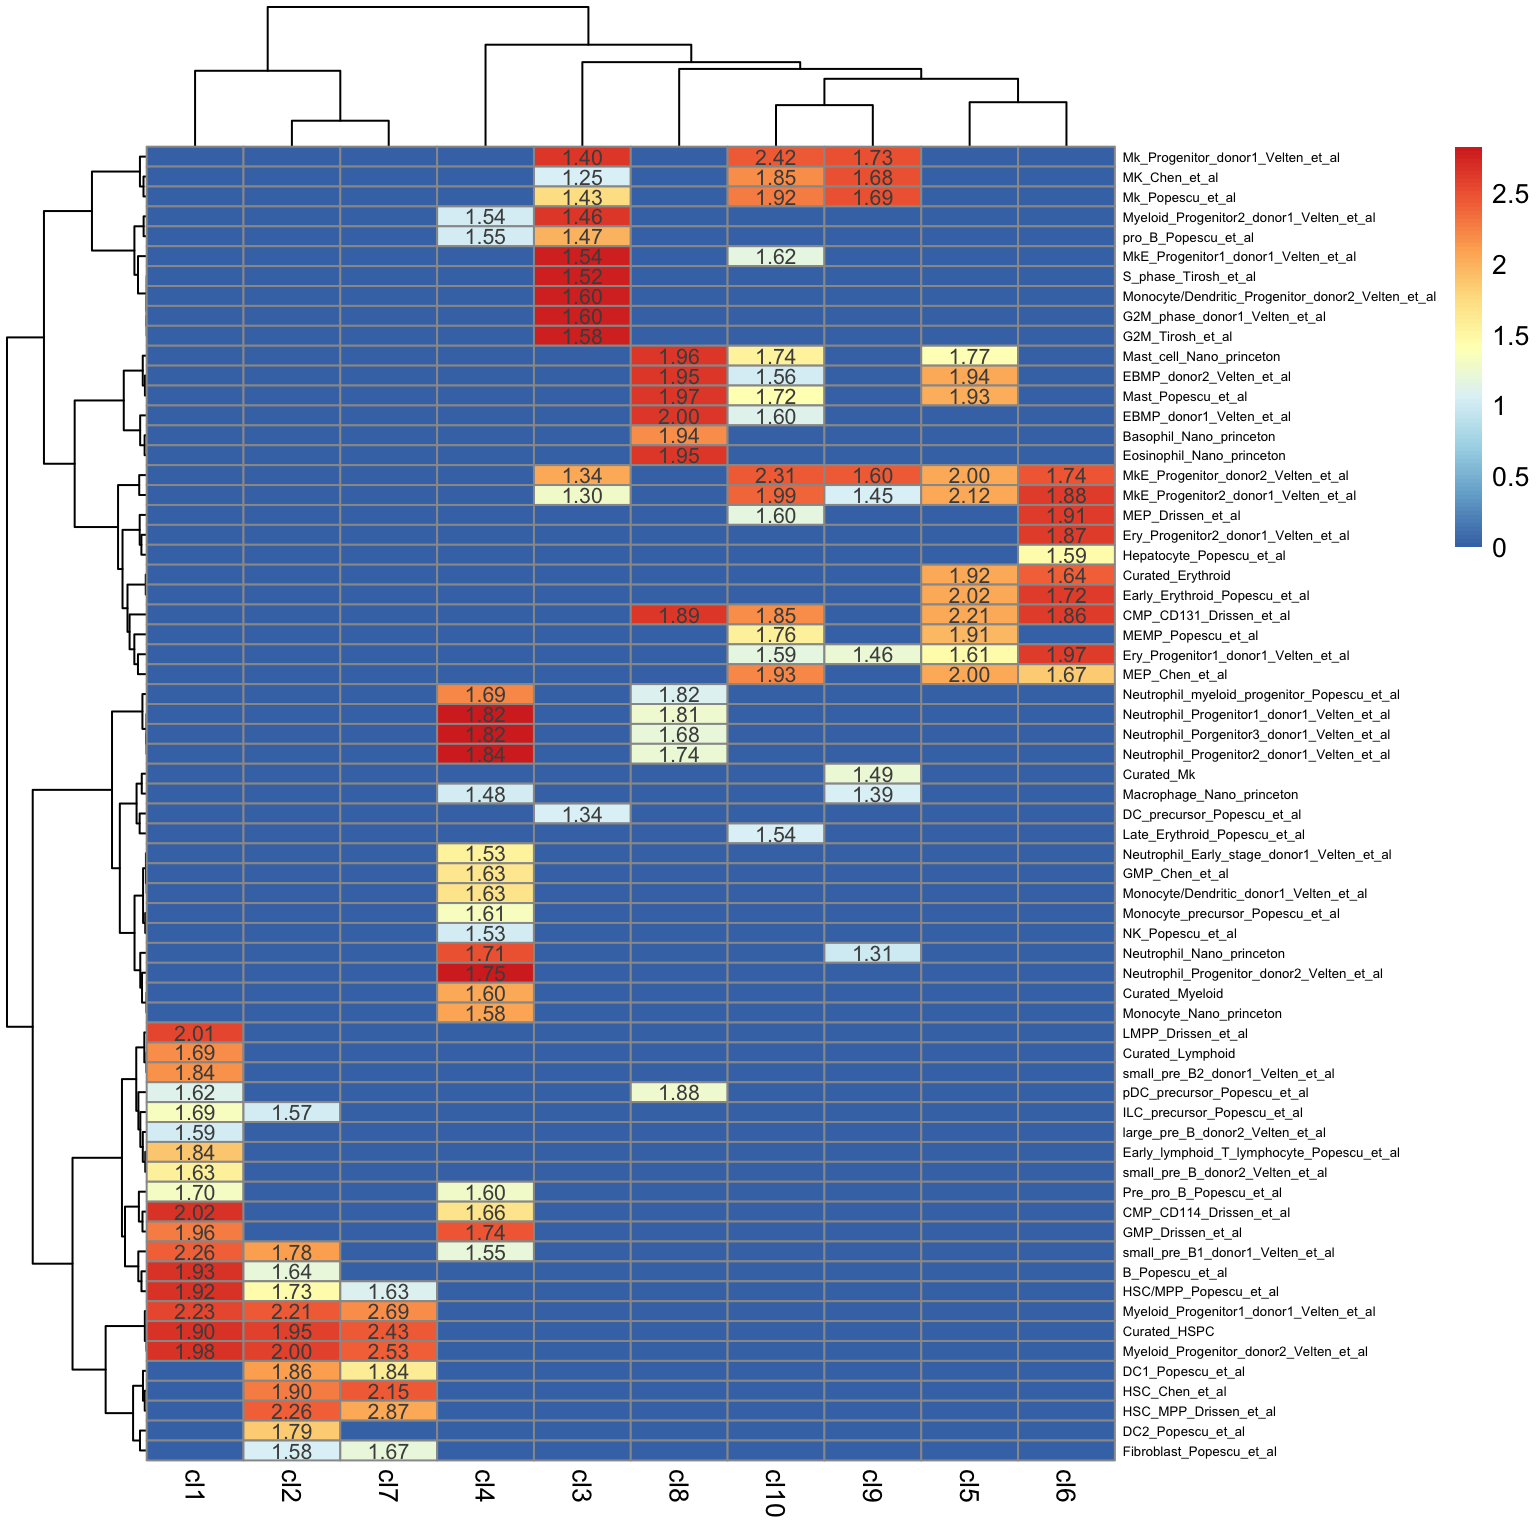 1.40 2.42 1.73 Mk_Progenitor_donor1_Velten_et_al
1.25 1.85 1.68 MK_Chen_et_al
1.43 1.92 1.69 Mk_Popescu_et_al
1.54 1.46 Myeloid_Progenitor2_donor1_Velten_et_al
1.55 1.47 pro_B_Popescu_et_al
1.54 1.62 MkE_Progenitor1_donor1_Velten_et_al
1.52 S_phase_Tirosh_et_al
1.60 Monocyte/Dendritic_Progenitor_donor2_Velten_et_al
1.60 G2M_phase_donor1_Velten_et_al
1.58 G2M_Tirosh_et_al
1.96 1.74 1.77 Mast_cell_Nano_princeton
1.95 1.56 1.94 EBMP_donor2_Velten_et_al
1.97 1.72 1.93 Mast_Popescu_et_al
2.00 1.60 EBMP_donor1_Velten_et_al
1.94 Basophil_Nano_princeton
1.95 Eosinophil_Nano_princeton
1.34 2.31 1.60 2.00 1.74 MkE_Progenitor_donor2_Velten_et_al
1.30 1.99 1.45 2.12 1.88 MkE_Progenitor2_donor1_Velten_et_al
1.60 1.91 MEP_Drissen_et_al
1.87 Ery_Progenitor2_donor1_Velten_et_al
1.59 Hepatocyte_Popescu_et_al
1.92 1.64 Curated_Erythroid
2.02 1.72 Early_Erythroid_Popescu_et_al
1.89 1.85 2.21 1.86 CMP_CD131_Drissen_et_al
1.76 1.91 MEMP_Popescu_et_al
1.59 1.46 1.61 1.97 Ery_Progenitor1_donor1_Velten_et_al
1.93 2.00 1.67 MEP_Chen_et_al
1.69 1.82 Neutrophil_myeloid_progenitor_Popescu_et_al
1.82 1.81 Neutrophil_Progenitor1_donor1_Velten_et_al
1.82 1.68 Neutrophil_Porgenitor3_donor1_Velten_et_al
1.84 1.74 Neutrophil_Progenitor2_donor1_Velten_et_al
1.49 Curated_Mk
1.48 1.39 Macrophage_Nano_princeton
1.34 DC_precursor_Popescu_et_al
1.54 Late_Erythroid_Popescu_et_al
1.53 Neutrophil_Early_stage_donor1_Velten_et_al
1.63 GMP_Chen_et_al
1.63 Monocyte/Dendritic_donor1_Velten_et_al
1.61 Monocyte_precursor_Popescu_et_al
1.53 NK_Popescu_et_al
1.71 1.31 Neutrophil_Nano_princeton
1.75 Neutrophil_Progenitor_donor2_Velten_et_al
1.60 Curated_Myeloid
1.58 Monocyte_Nano_princeton
2.01 LMPP_Drissen_et_al
1.69 Curated_Lymphoid
1.84 small_pre_B2_donor1_Velten_et_al
1.62 1.88 pDC_precursor_Popescu_et_al
1.69 1.57 ILC_precursor_Popescu_et_al
1.59 large_pre_B_donor2_Velten_et_al
1.84 Early_lymphoid_T_lymphocyte_Popescu_et_al
1.63 small_pre_B_donor2_Velten_et_al
1.70 1.60 Pre_pro_B_Popescu_et_al
2.02 1.66 CMP_CD114_Drissen_et_al
1.96 1.74 GMP_Drissen_et_al
2.26 1.78 1.55 small_pre_B1_donor1_Velten_et_al
1.93 1.64 B_Popescu_et_al
1.92 1.73 1.63 HSC/MPP_Popescu_et_al
2.23 2.21 2.69 Myeloid_Progenitor1_donor1_Velten_et_al
1.90 1.95 2.43 Curated_HSPC
1.98 2.00 2.53 Myeloid_Progenitor_donor2_Velten_et_al
1.86 1.84 DC1_Popescu_et_al
1.90 2.15 HSC_Chen_et_al
2.26 2.87 HSC_MPP_Drissen_et_al
1.79 DC2_Popescu_et_al
1.58 1.67 Fibroblast_Popescu_et_al
cl1 cl2 cl7 cl4 cl3 cl8 cl10 cl9 cl5 cl6
2.5
2
1.5
1
0.5
0